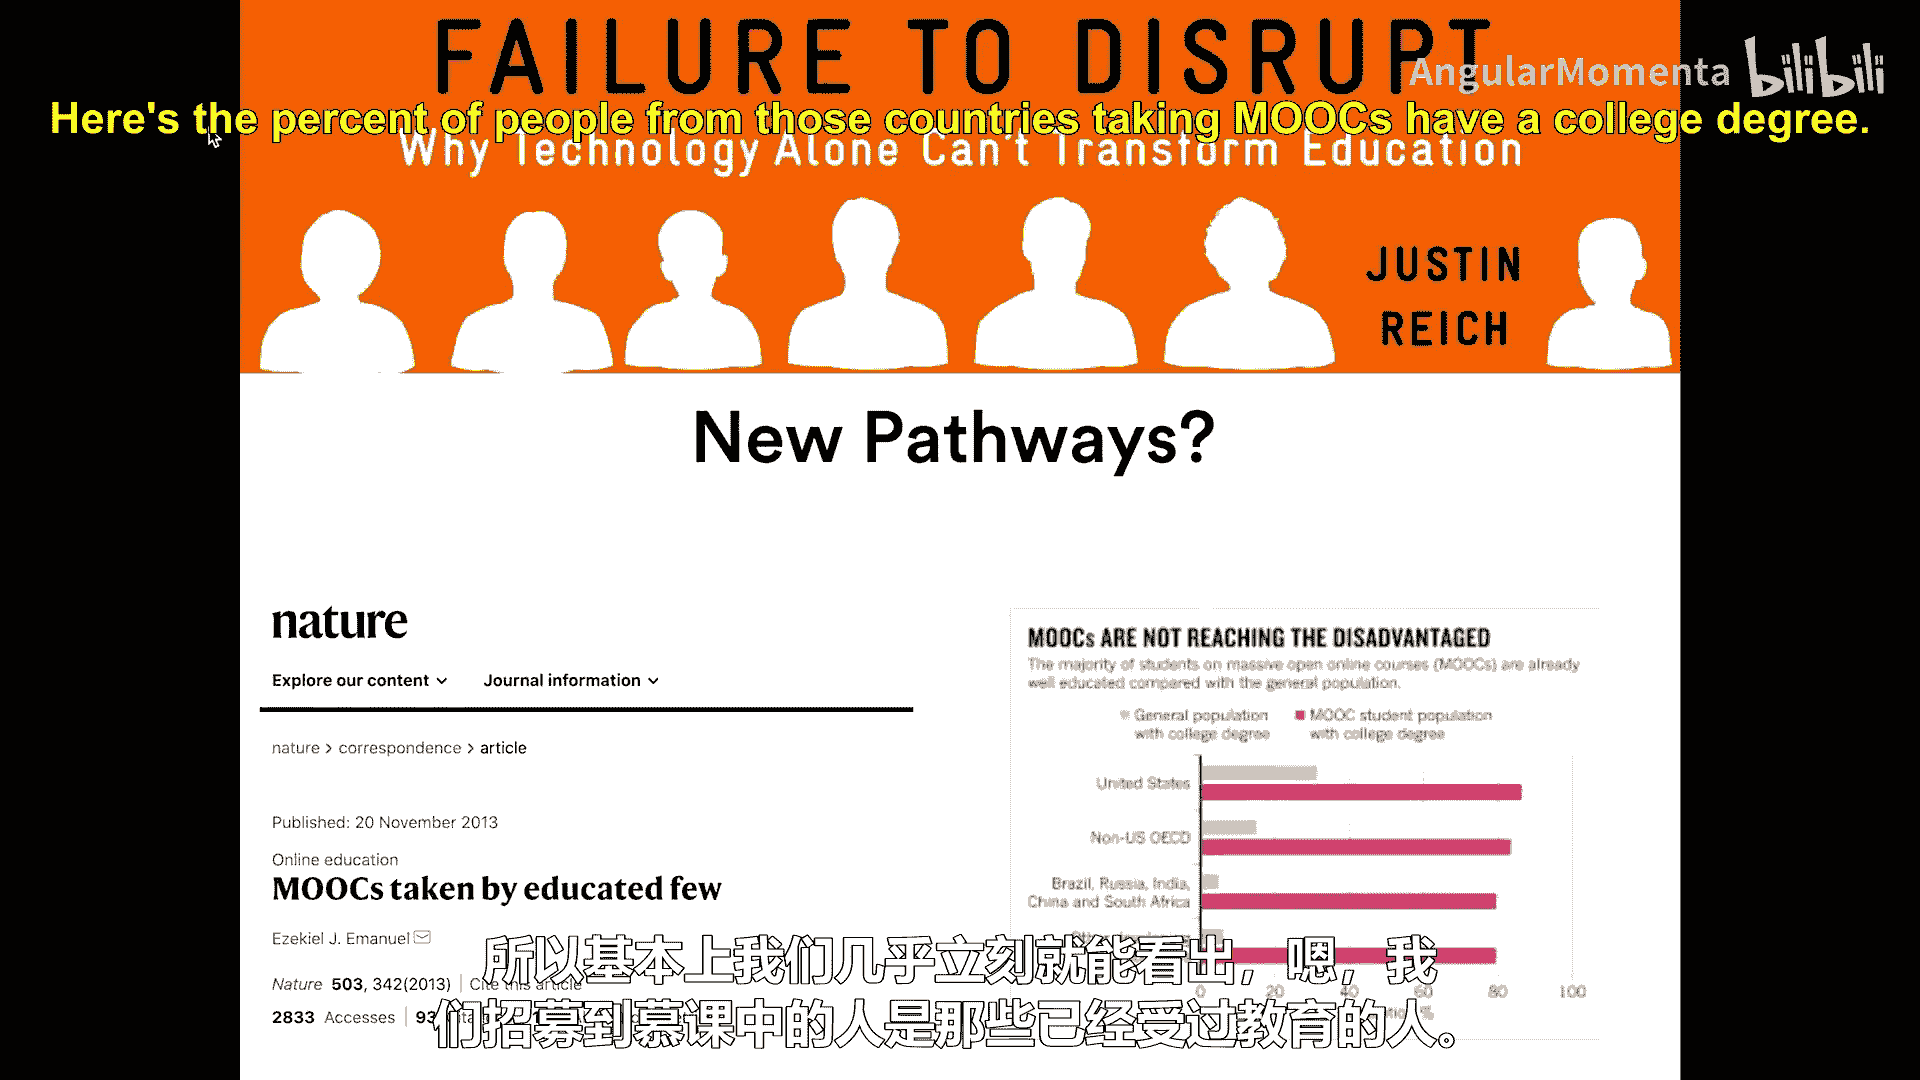 FAILURE TO DISRUPT
AngularMomenta bilibili
Here's the percent of people from those countries taking MOOCs have a college degree.
Why Technology Alone Can't Transform Education
JUSTIN
REICH
New Pathways?
nature
Explore our content
Journal information
nature > correspondence > article
Published: 20 November 2013
Online education
MOOCs taken by educated few
Ezekiel J. Emanuel
Nature 503, 342(2013) | Cite this article
2833 Accesses | 93
MOOCs ARE NOT REACHING THE DISADVANTAGED
The majority of students on massive open online courses (MOOCs) are already
well educated compared with the general population.
General population
with college degree
MOOC student population
with college degree
United States
Non-US OECD
Brazil, Russia, India,
China and South Africa
0 20 40 60 80 100
%
所以基本上我们几乎立刻就能看出，嗯，我
们招募到慕课中的人是那些已经受过教育的人。